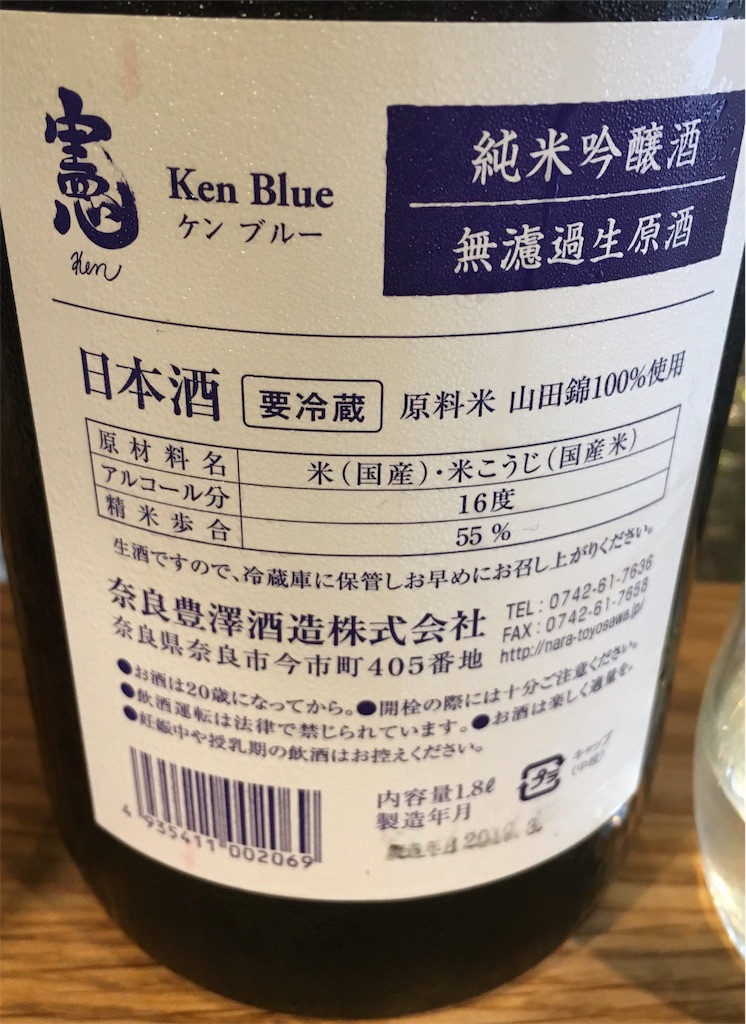 憲
Ken
Ken Blue
ケン ブルー
純米吟醸酒
無濾過生原酒
日本酒 要冷蔵 原料米 山田錦100%使用
原材料名 米(国産)・米こうじ(国産米)
アルコール分 16度
精米歩合 55 %
生酒ですので、冷蔵庫に保管しお早めにお召し上がりください。
奈良豊澤酒造株式会社
奈良県奈良市今市町405番地
TEL : 0742-61-7636
FAX : 0742-61-7658
http://nara-toyosawa.jp/
●お酒は20歳になってから。●開栓の際には十分ご注意ください。
●飲酒運転は法律で禁じられています。●お酒は楽しく適量を。
●妊娠中や授乳期の飲酒はお控えください。
4 935411 002069
内容量1.8ℓ
製造年月
製造年月 2019. 3.
プラ
キャップ
(中栓)